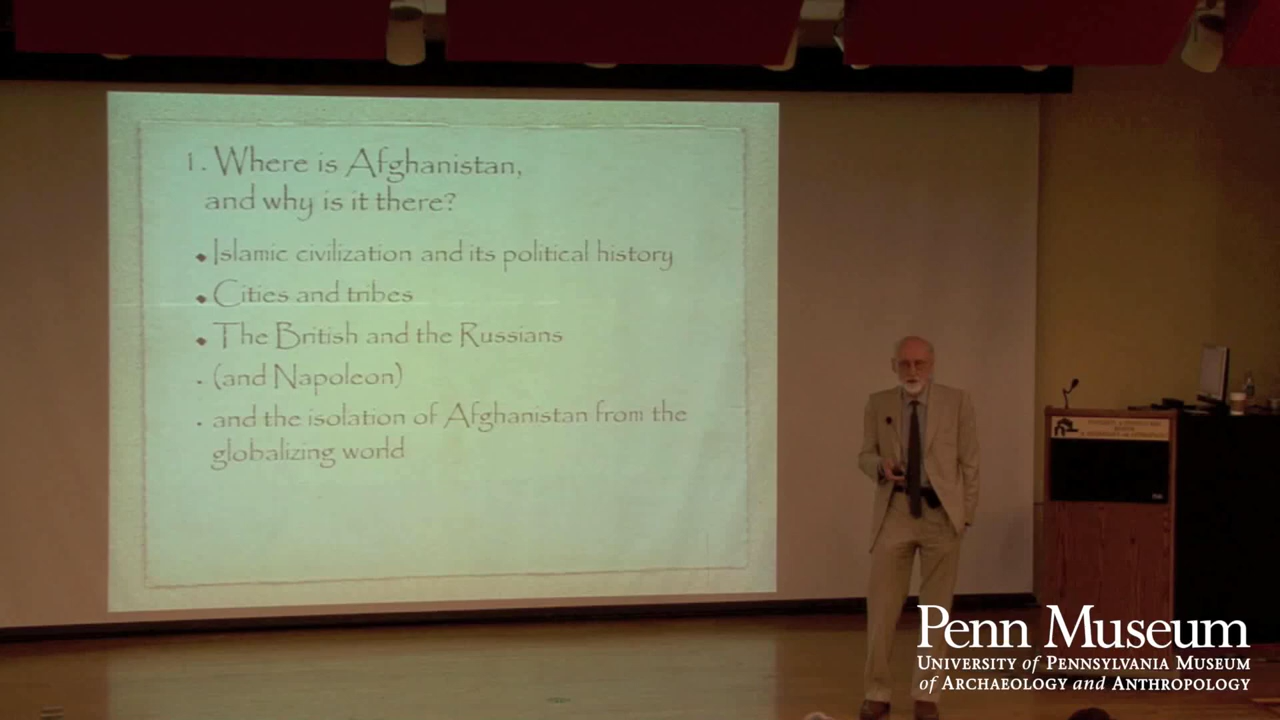 1. Where is Afghanistan,
and why is it there?
• Islamic civilization and its political history
• Cities and tribes
• The British and the Russians
• (and Napoleon)
• and the isolation of Afghanistan from the
globalizing world
Penn Museum
UNIVERSITY of PENNSYLVANIA MUSEUM
of ARCHAEOLOGY and ANTHROPOLOGY